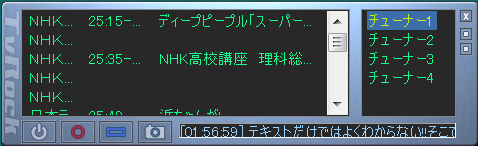 TvRock
NHK... 25:15-... ディープピープル「スーパー...
NHK...
NHK... 25:35-... NHK高校講座 理科総...
NHK...
NHK...
チューナー1
チューナー2
チューナー3
チューナー4
[01:56:59] テキストだけではよくわからない!!そこで